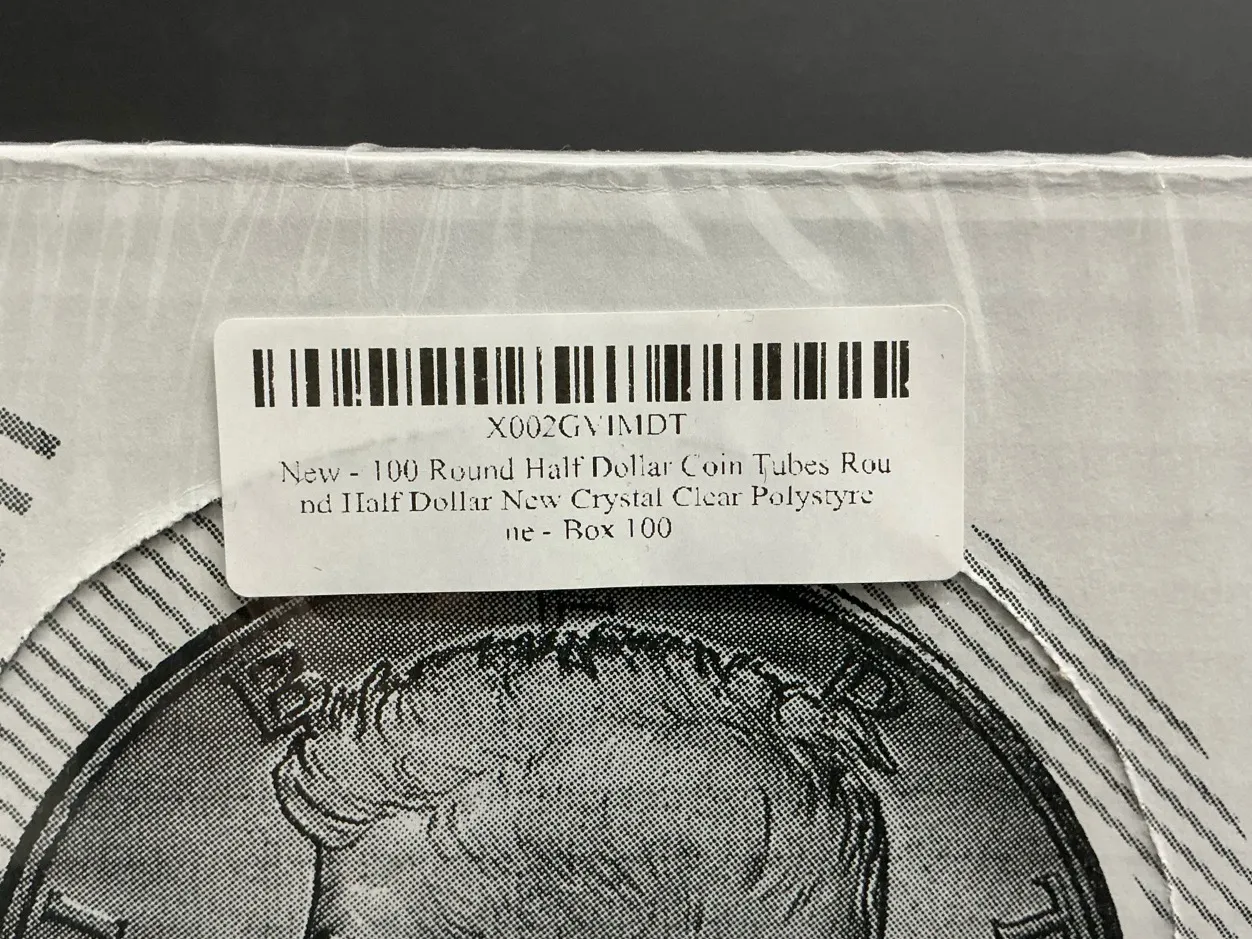 X002GVIMDT
New - 100 Round Half Dollar Coin Tubes Rou
nd Half Dollar New Crystal Clear Polystyre
ne - Box 100